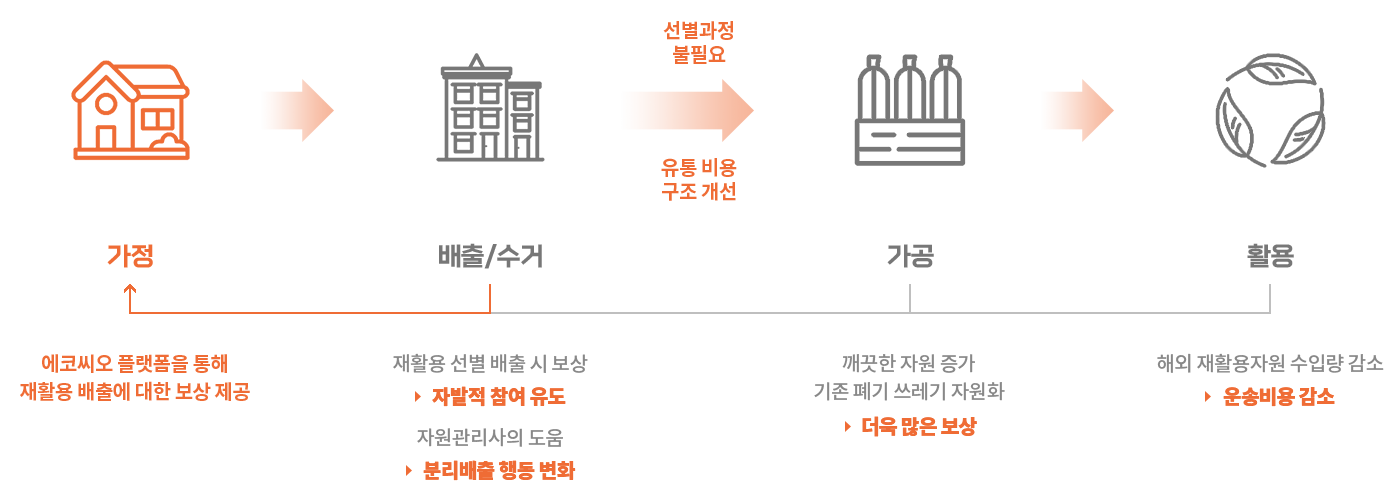 선별과정
불필요
유통 비용
구조 개선
가정
배출/수거
가공
활용
에코씨오 플랫폼을 통해
재활용 배출에 대한 보상 제공
재활용 선별 배출 시 보상
자발적 참여 유도
자원관리사의 도움
분리배출 행동 변화
깨끗한 자원 증가
기존 폐기 쓰레기 자원화
더욱 많은 보상
해외 재활용자원 수입량 감소
운송비용 감소